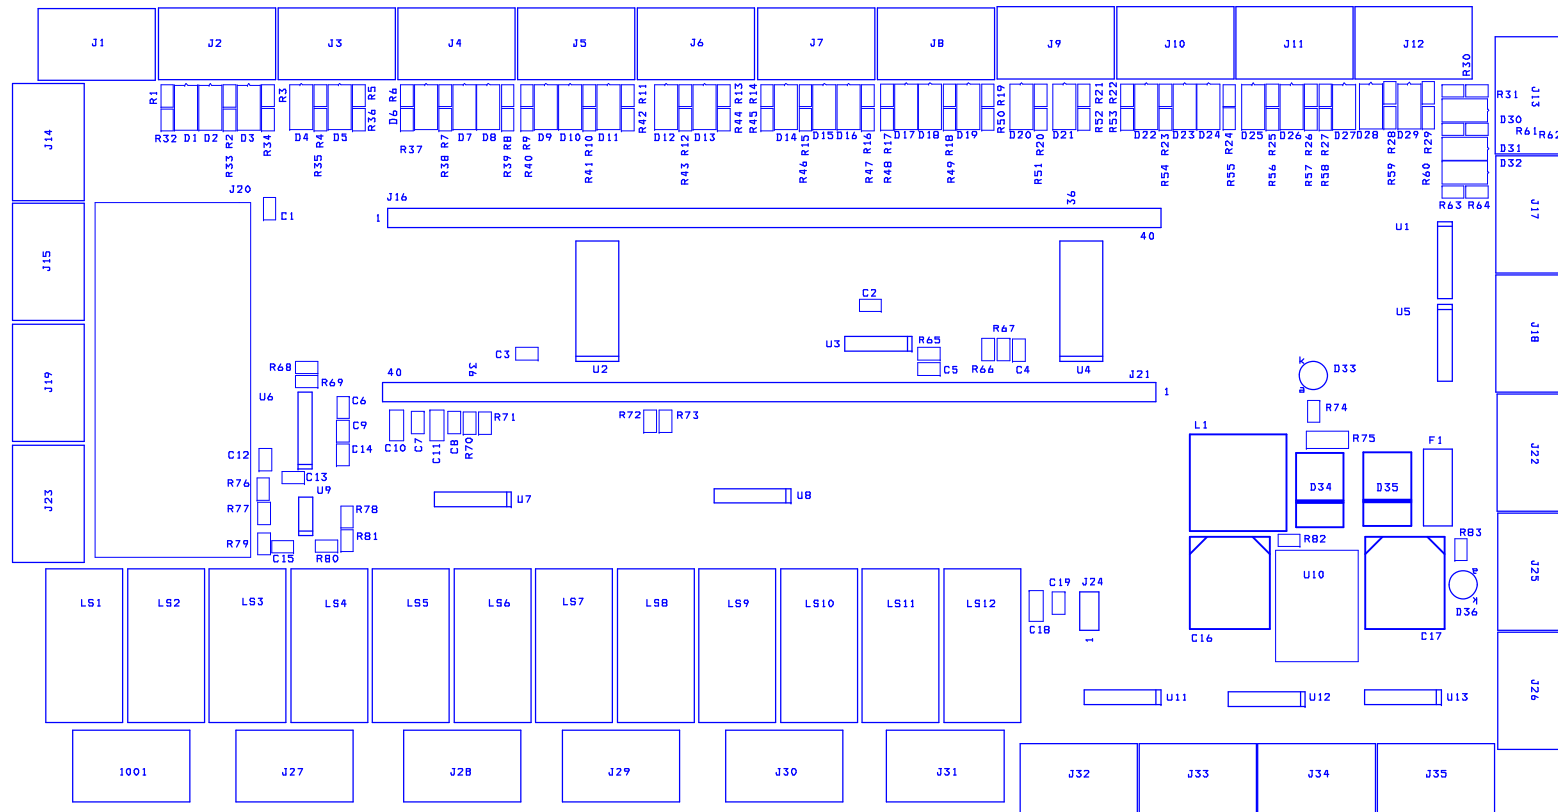 J1
J2
J3
J4
J5
J6
J7
J8
J9
J10
J11
J12
R30
J13
R1
R3
R5
R6
R11
R13
R14
R19
R21
R22
R31
D6
R36
R42
R44
R45
R50
R52
R53
D30
R61
R62
R32
D1
D2
R2
D3
R34
R33
D4
R4
D5
R35
R37
R7
D7
D8
R8
R38
R39
R9
D9
D10
R10
D11
R40
R41
D12
R12
D13
R43
D14
R15
D15
D16
R16
R46
R47
R17
D17
D18
R18
D19
R48
R49
D20
R20
D21
R51
D22
R23
D23
D24
R24
R54
R55
D25
R25
D26
R26
R27
D27
R56
R57
R58
D28
R28
D29
R29
R59
R60
D31
D32
R63
R64
J14
J20
C1
J16
1
36
40
U1
J17
J15
C2
U5
J18
U3
R65
R67
C3
U2
C5
R66
C4
U4
k
D33
a
J19
R68
R69
U6
40
36
J21
1
C6
C9
C14
C10
C7
C11
C8
R70
R71
R72
R73
R74
L1
R75
F1
J22
C12
C13
R76
U9
R77
R78
R79
R81
C15
R80
U7
U8
D34
D35
J23
R82
R83
U10
a
k
D36
J25
C16
C17
LS1
LS2
LS3
LS4
LS5
LS6
LS7
LS8
LS9
LS10
LS11
LS12
C19
J24
C18
1
J26
U11
U12
U13
1001
J27
J28
J29
J30
J31
J32
J33
J34
J35